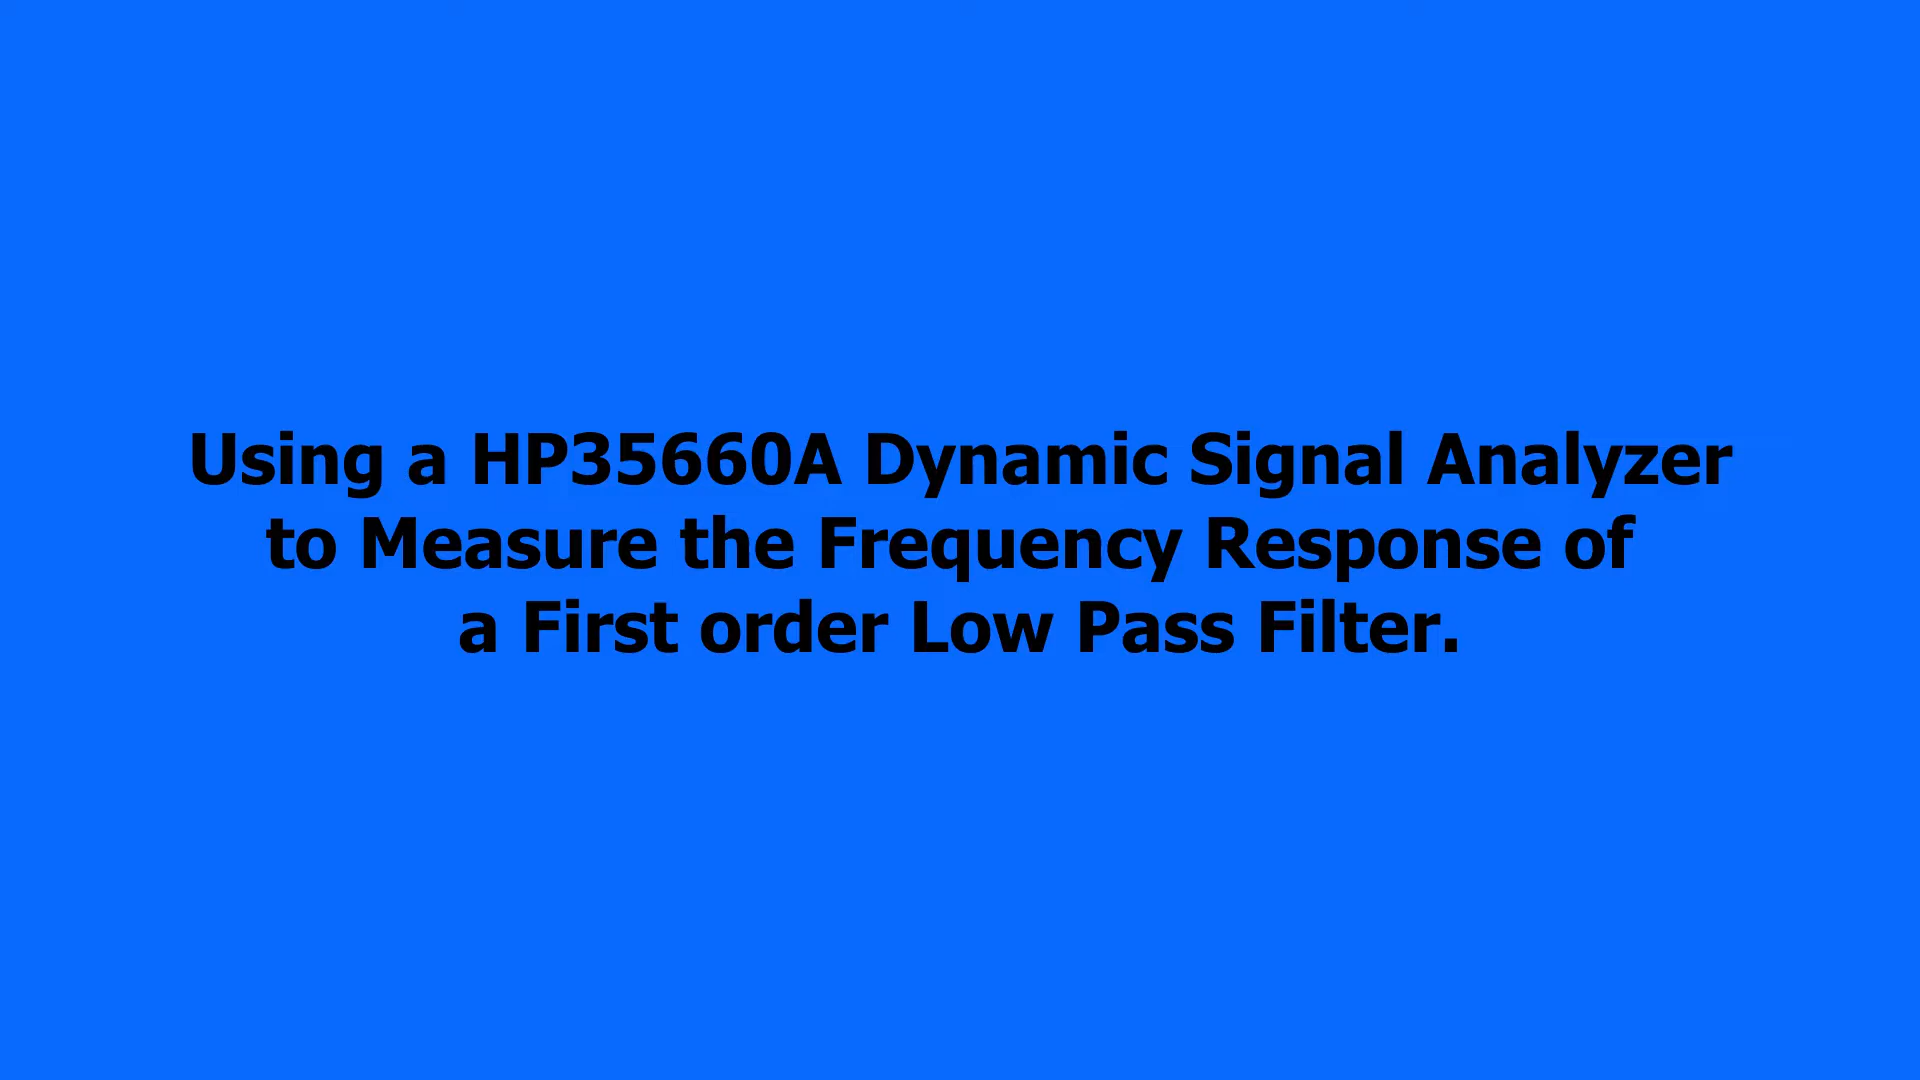 Using a HP35660A Dynamic Signal Analyzer
to Measure the Frequency Response of
a First order Low Pass Filter.